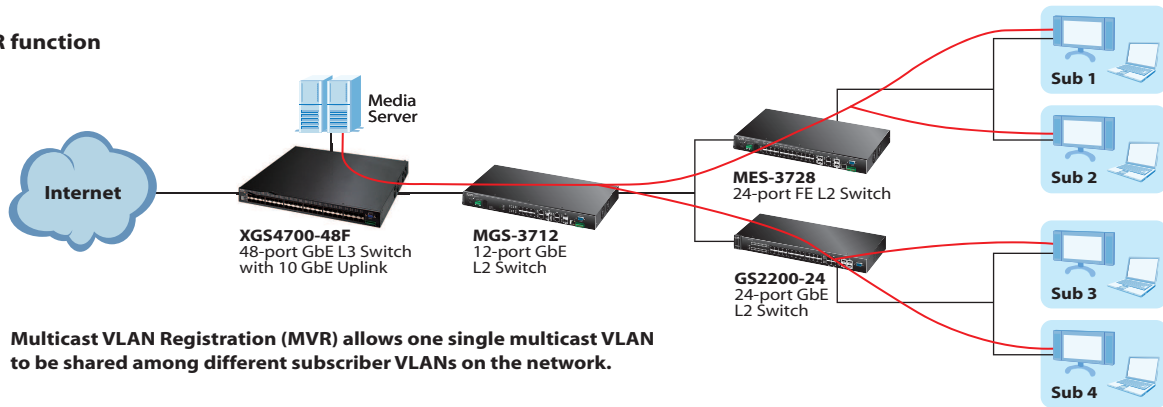 R function
Media
Server
Internet
XGS4700-48F
48-port GbE L3 Switch
with 10 GbE Uplink
MGS-3712
12-port GbE
L2 Switch
MES-3728
24-port FE L2 Switch
GS2200-24
24-port GbE
L2 Switch
Sub 1
Sub 2
Sub 3
Sub 4
Multicast VLAN Registration (MVR) allows one single multicast VLAN
to be shared among different subscriber VLANs on the network.